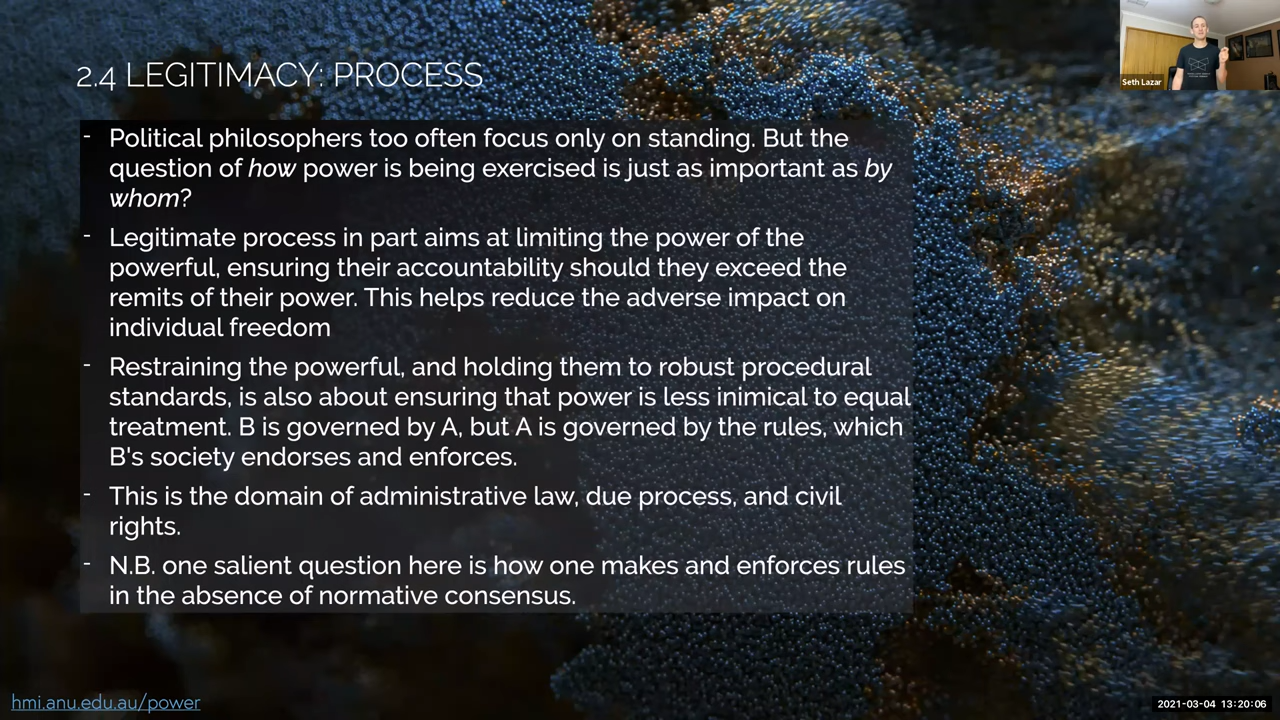 2.4 LEGITIMACY: PROCESS
Seth Lazar
- Political philosophers too often focus only on standing. But the
question of how power is being exercised is just as important as by
whom?
- Legitimate process in part aims at limiting the power of the
powerful, ensuring their accountability should they exceed the
remits of their power. This helps reduce the adverse impact on
individual freedom
- Restraining the powerful, and holding them to robust procedural
standards, is also about ensuring that power is less inimical to equal
treatment. B is governed by A, but A is governed by the rules, which
B's society endorses and enforces.
- This is the domain of administrative law, due process, and civil
rights.
- N.B. one salient question here is how one makes and enforces rules
in the absence of normative consensus.
hmi.anu.edu.au/power
2021-03-04 13:20:06